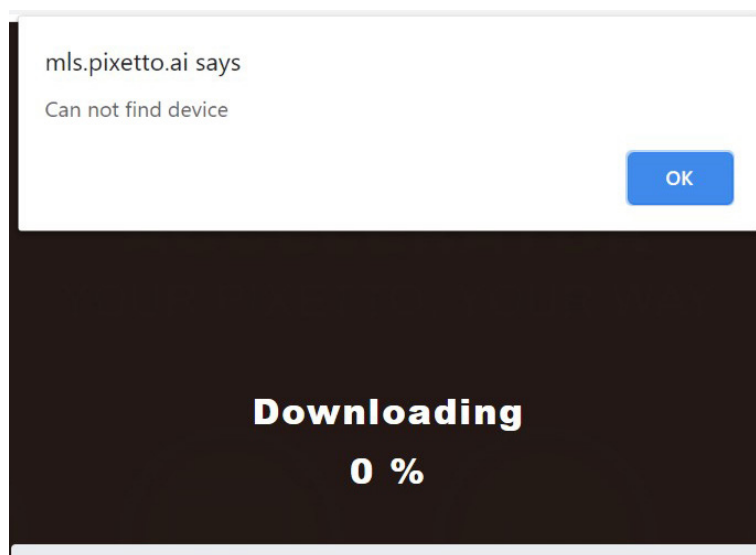 mls.pixetto.ai says
Can not find device
OK
Downloading
0 %